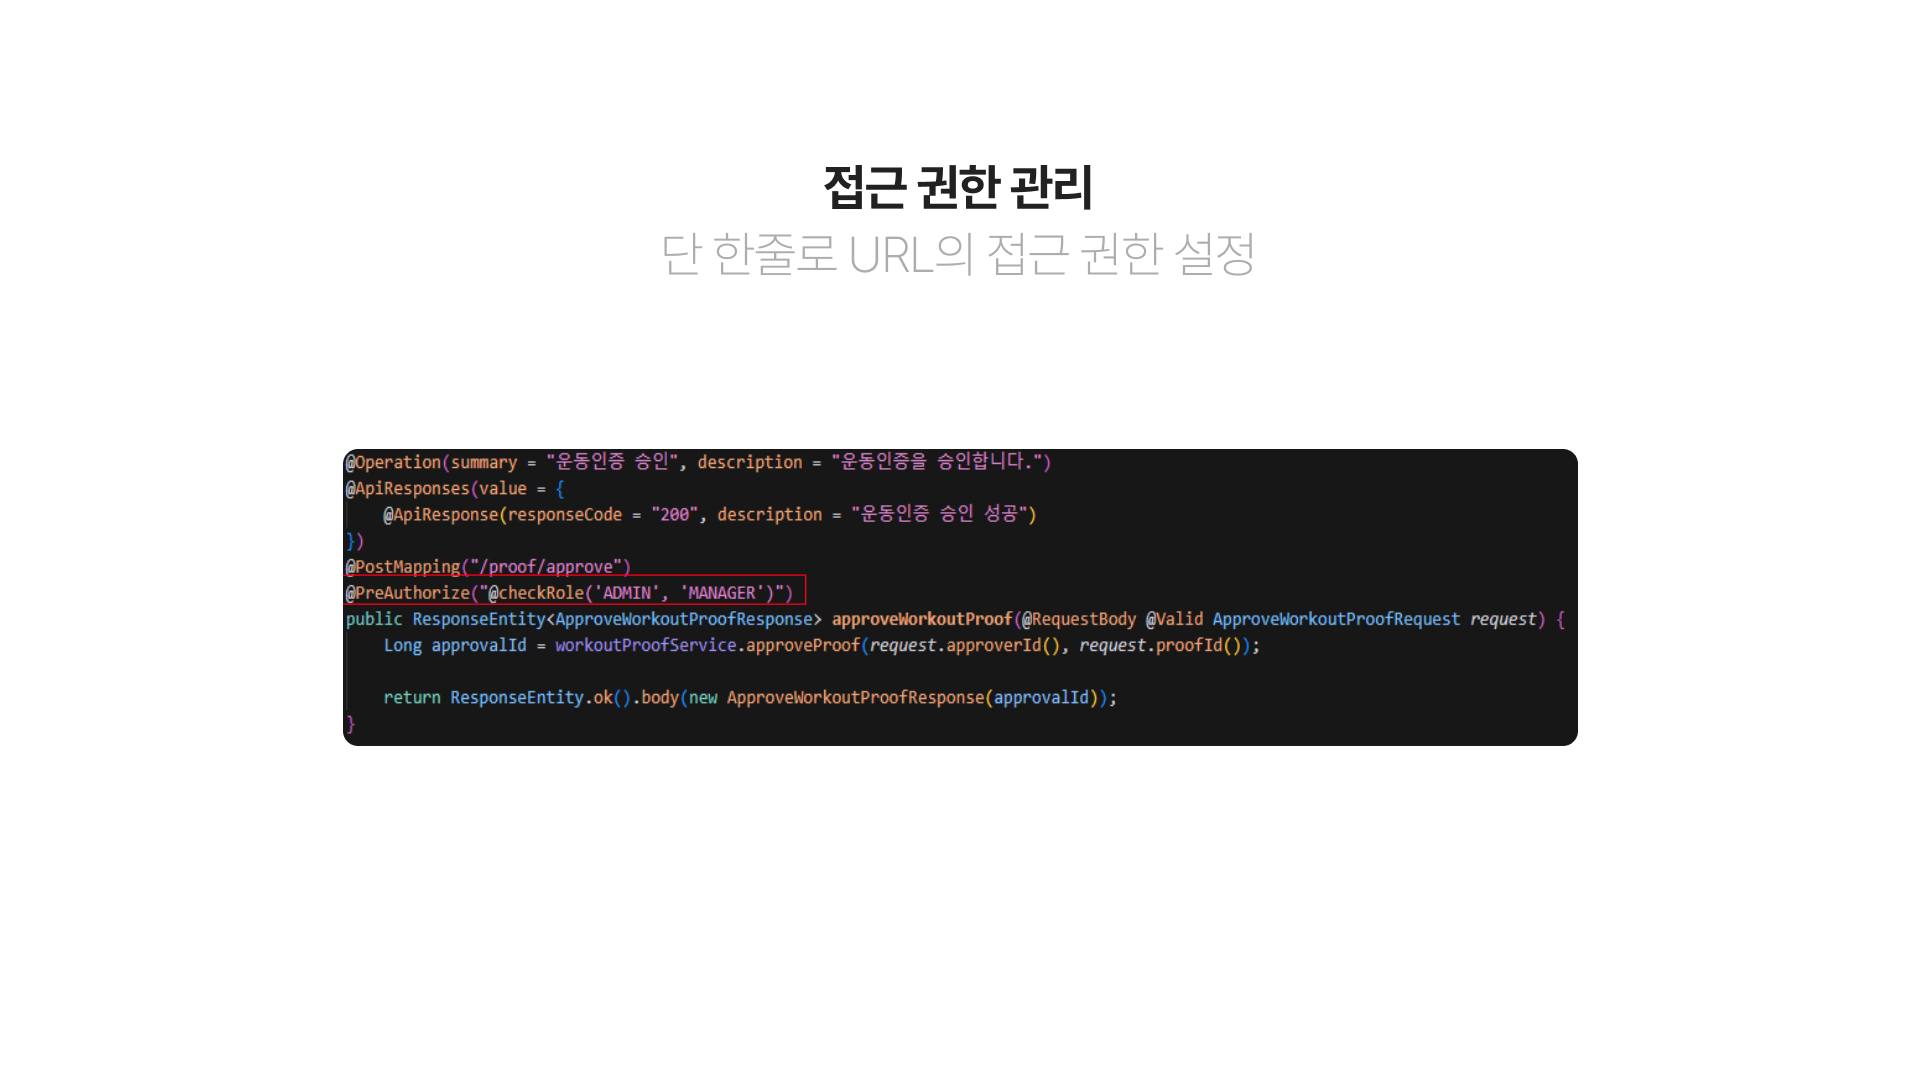 접근 권한 관리
단 한줄로 URL의 접근 권한 설정
@Operation(summary = "운동인증 승인", description = "운동인증을 승인합니다.")
@ApiResponses(value = {
    @ApiResponse(responseCode = "200", description = "운동인증 승인 성공")
})
@PostMapping("/proof/approve")
@PreAuthorize("@checkRole('ADMIN', 'MANAGER')")
public ResponseEntity<ApproveWorkoutProofResponse> approveWorkoutProof(@RequestBody @Valid ApproveWorkoutProofRequest request) {
    Long approvalId = workoutProofService.approveProof(request.approverId(), request.proofId());
    return ResponseEntity.ok().body(new ApproveWorkoutProofResponse(approvalId));
}